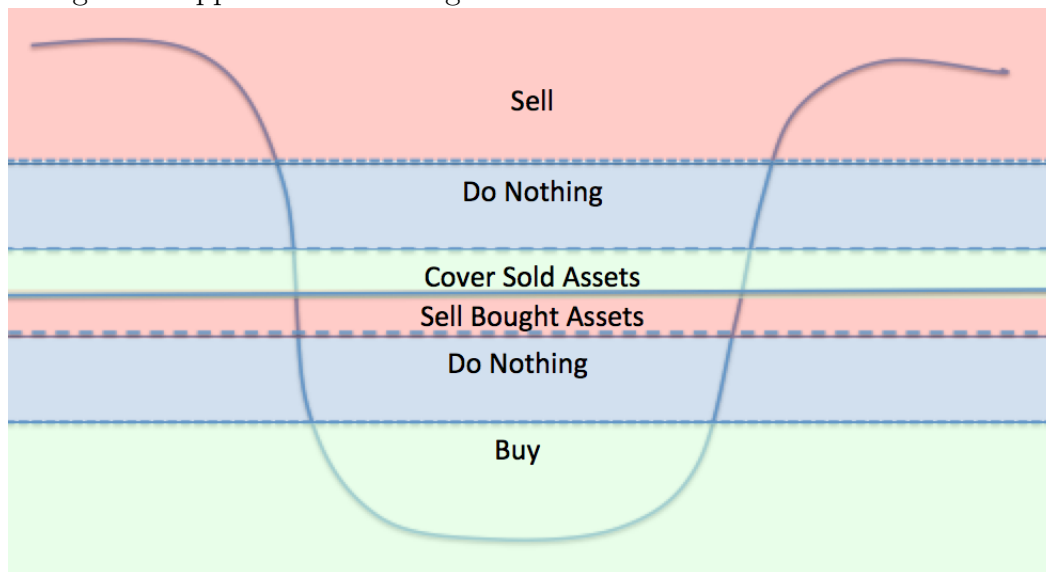 Sell
Do Nothing
Cover Sold Assets
Sell Bought Assets
Do Nothing
Buy